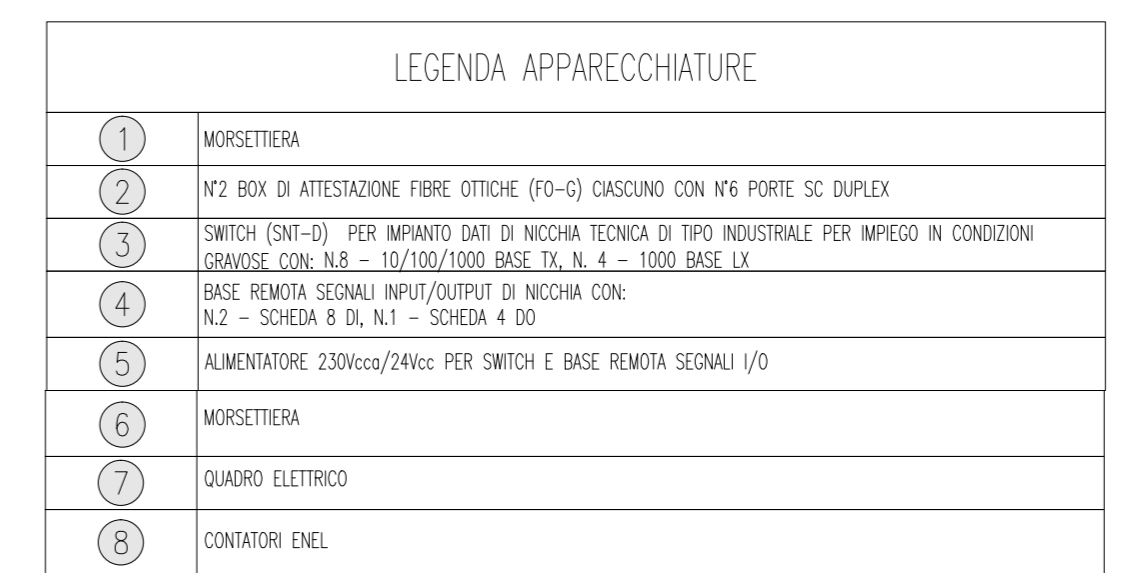 LEGENDA APPARECCHIATURE
1 MORSETTIERA
2 N°2 BOX DI ATTESTAZIONE FIBRE OTTICHE (FO-G) CIASCUNO CON N°6 PORTE SC DUPLEX
3 SWITCH (SNT-D) PER IMPIANTO DATI DI NICCHIA TECNICA DI TIPO INDUSTRIALE PER IMPIEGO IN CONDIZIONI
GRAVOSE CON: N.8 - 10/100/1000 BASE TX, N. 4 - 1000 BASE LX
4 BASE REMOTA SEGNALI INPUT/OUTPUT DI NICCHIA CON:
N.2 - SCHEDA 8 DI, N.1 - SCHEDA 4 DO
5 ALIMENTATORE 230Vcca/24Vcc PER SWITCH E BASE REMOTA SEGNALI I/O
6 MORSETTIERA
7 QUADRO ELETTRICO
8 CONTATORI ENEL